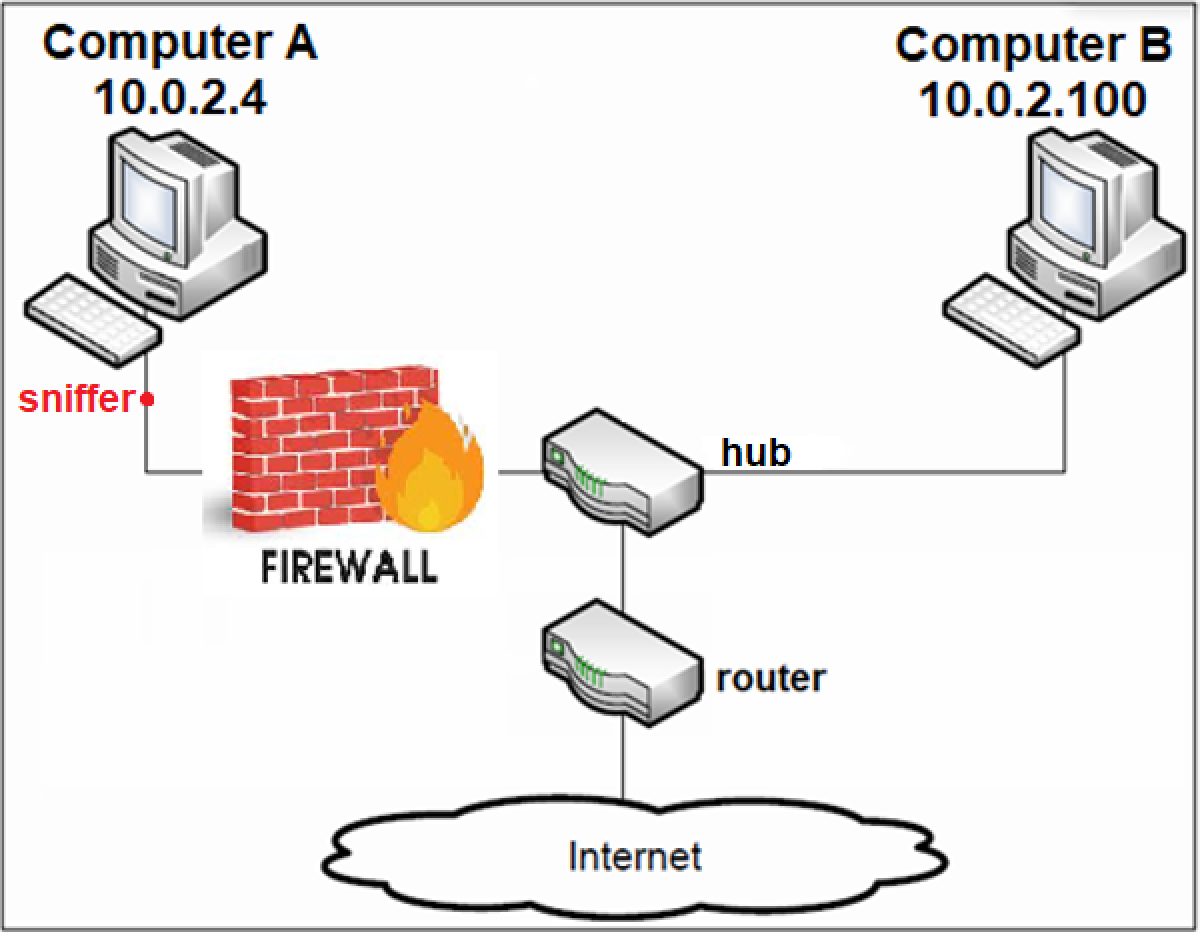 Computer A
10.0.2.4
Computer B
10.0.2.100
sniffer
hub
FIREWALL
router
Internet